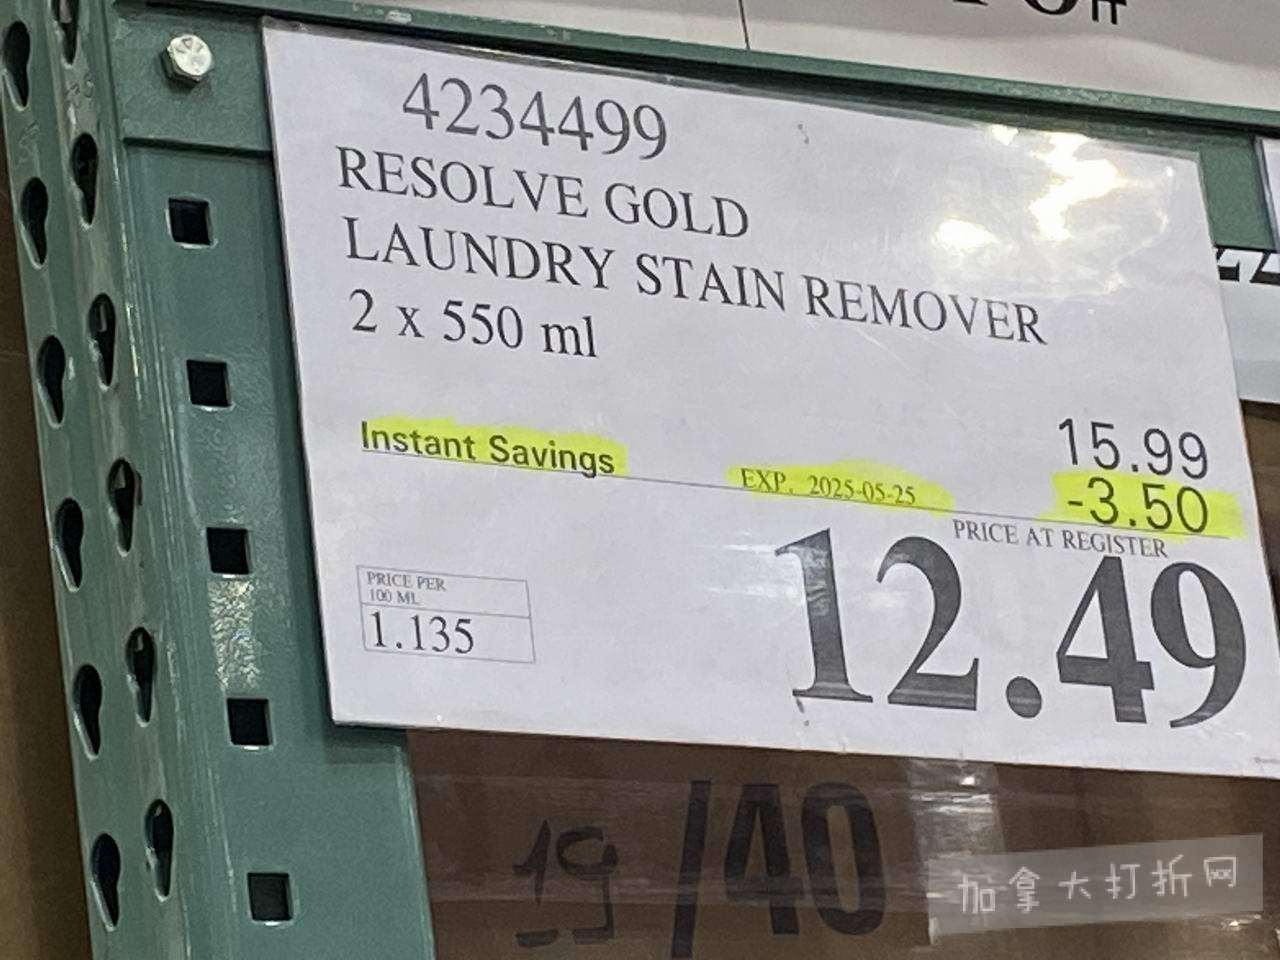 4234499
RESOLVE GOLD
LAUNDRY STAIN REMOVER
2 x 550 ml
15.99
Instant Savings EXP. 2025-05-25 -3.50
PRICE AT REGISTER
12.49
PRICE PER
100 ML
1.135
19/40
加拿大打折网